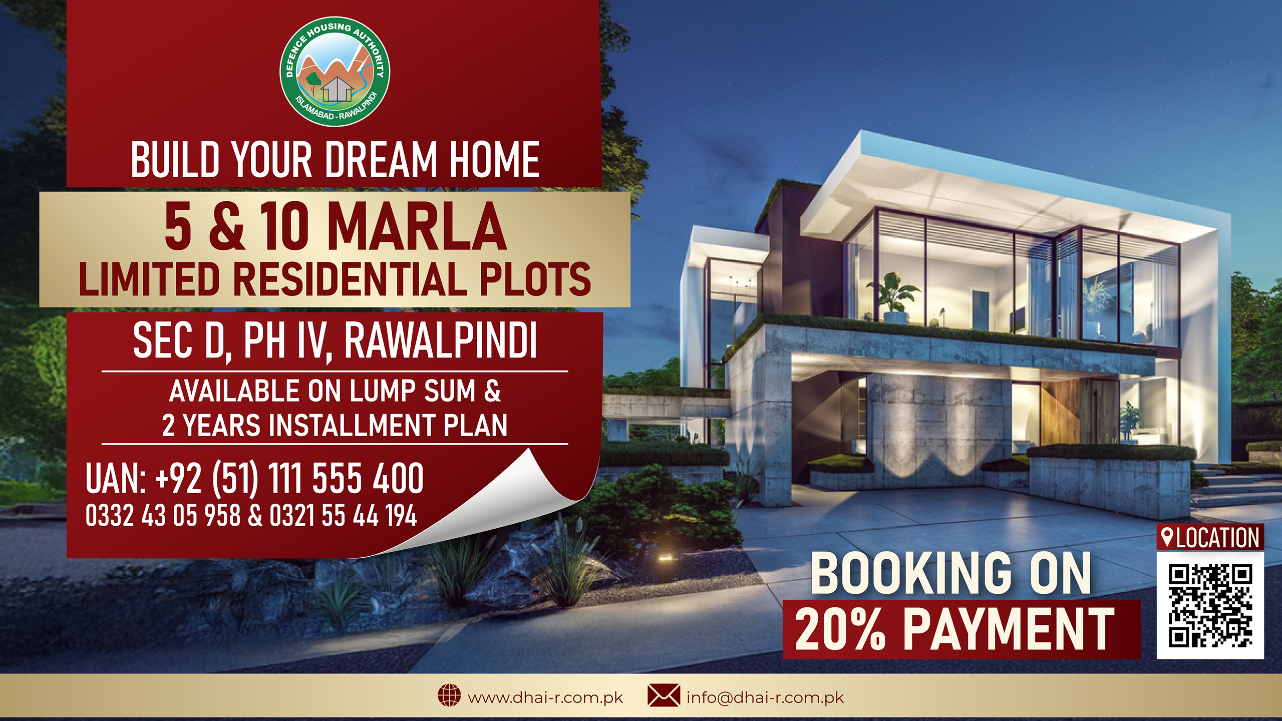 DEFENCE HOUSING AUTHORITY
ISLAMABAD - RAWALPINDI
BUILD YOUR DREAM HOME
5 & 10 MARLA
LIMITED RESIDENTIAL PLOTS
SEC D, PH IV, RAWALPINDI
AVAILABLE ON LUMP SUM &
2 YEARS INSTALLMENT PLAN
UAN: +92 (51) 111 555 400
0332 43 05 958 & 0321 55 44 194
BOOKING ON
20% PAYMENT
LOCATION
www.dhai-r.com.pk
info@dhai-r.com.pk